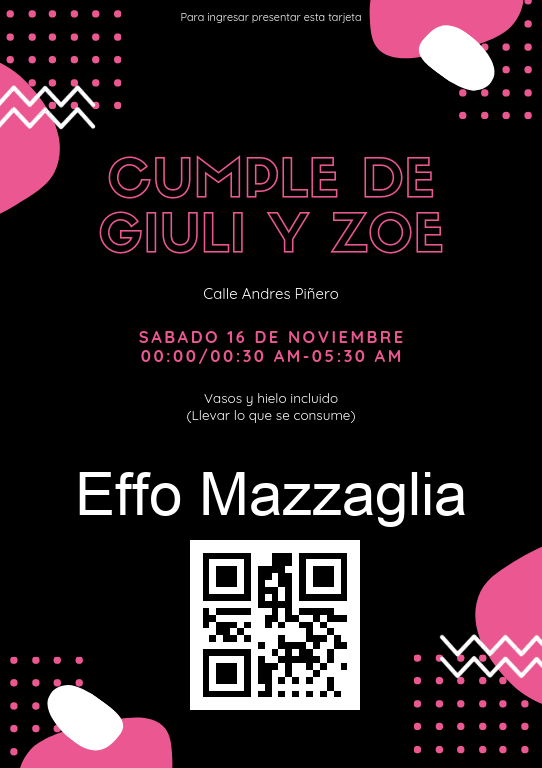 Para ingresar presentar esta tarjeta
CUMPLE DE
GIULI Y ZOE
Calle Andres Piñero
SABADO 16 DE NOVIEMBRE
00:00/00:30 AM-05:30 AM
Vasos y hielo incluido
(Llevar lo que se consume)
Effo Mazzaglia